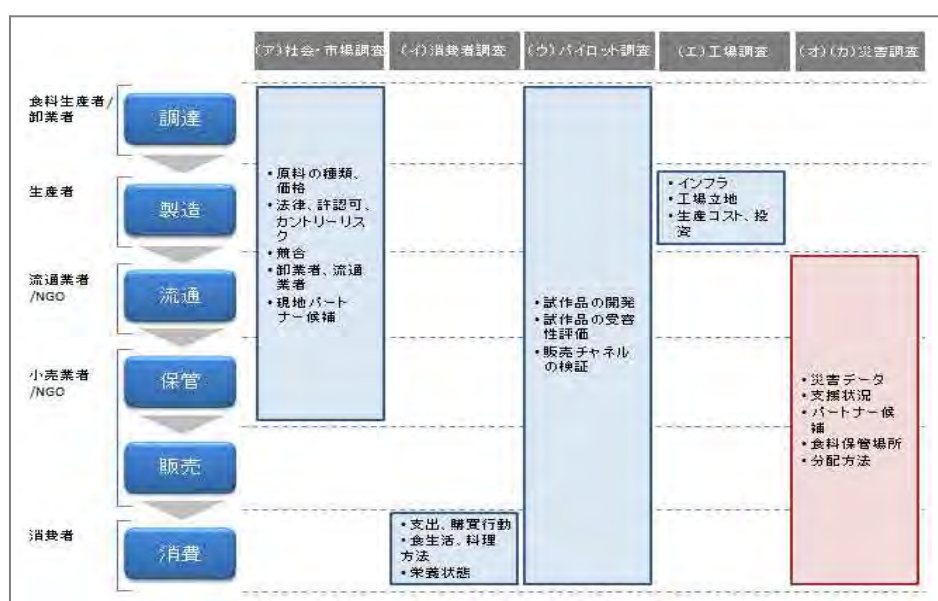 (ア)社会・市場調査
(イ)消費者調査
(ウ)パイロット調査
(エ)工場調査
(オ)(カ)災害調査
食料生産者/
卸業者
調達
生産者
製造
流通業者
/NGO
流通
小売業者
/NGO
保管
販売
消費者
消費
・原料の種類、
価格
・法律、許認可、
カントリーリス
ク
・競合
・卸業者、流通
業者
・現地パート
ナー候補
・支出、購買行動
・食生活、料理
方法
・栄養状態
・試作品の開発
・試作品の受容
性評価
・販売チャネル
の検証
・インフラ
・工場立地
・生産コスト、投
資
・災害データ
・支援状況
・パートナー候
補
・食料保管場所
・分配方法